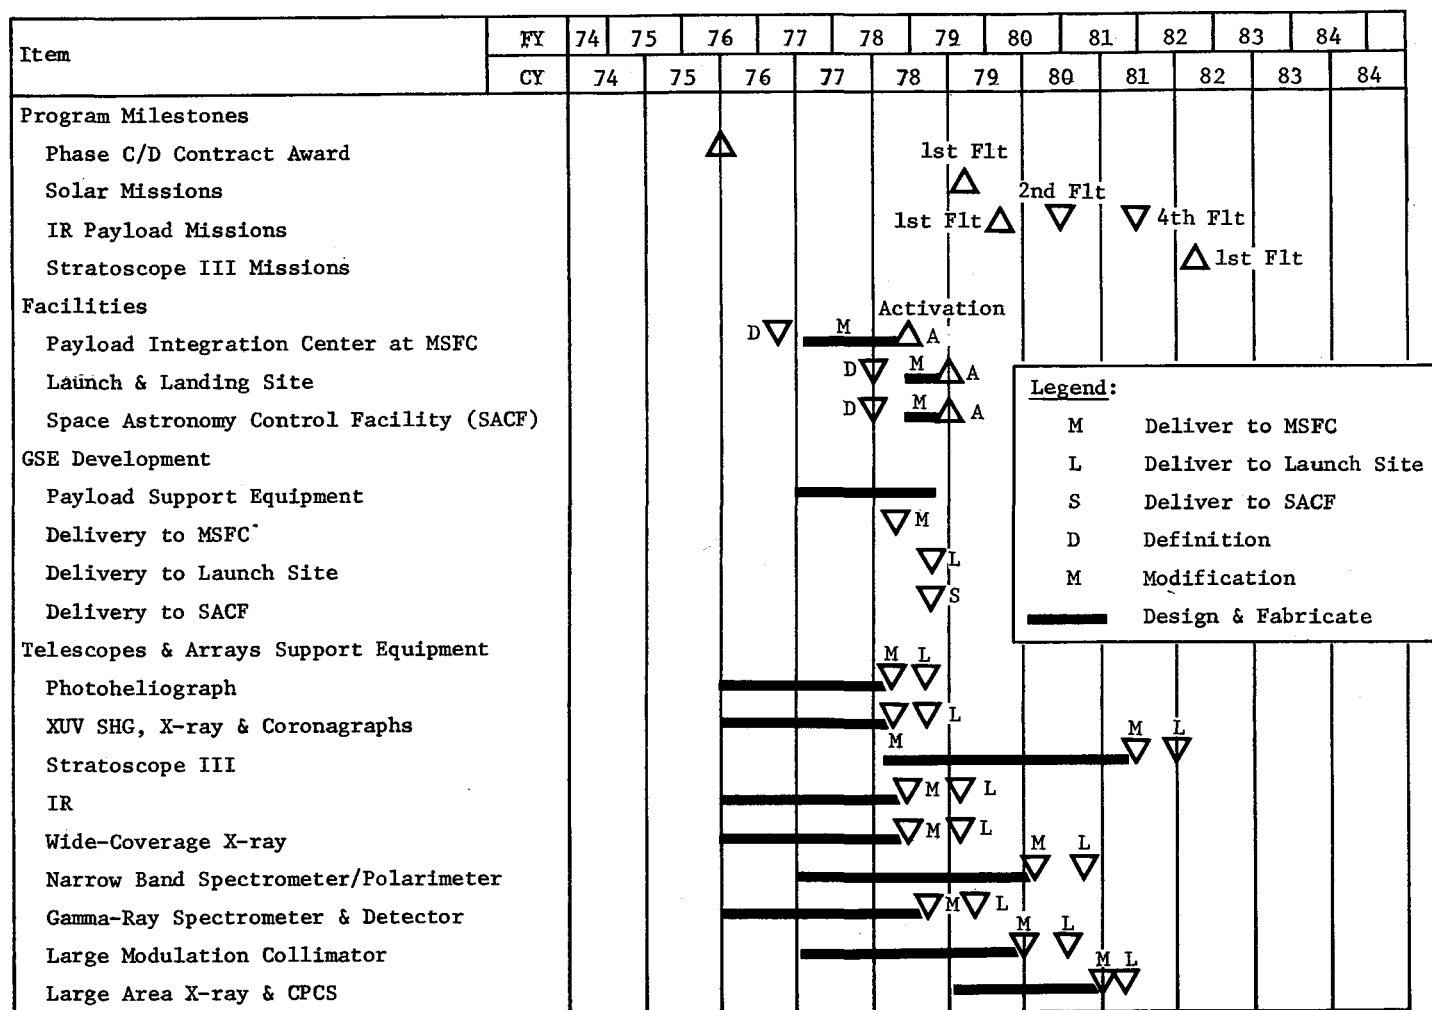 Item FY 74 75 76 77 78 79 80 81 82 83 84
CY 74 75 76 77 78 79 80 81 82 83 84
Program Milestones
Phase C/D Contract Award 1st Flt
Solar Missions 2nd Flt
IR Payload Missions 1st Flt 4th Flt
Stratoscope III Missions 1st Flt
Facilities Activation
Payload Integration Center at MSFC D M A
Launch & Landing Site D M A
Space Astronomy Control Facility (SACF) D M A
GSE Development
Payload Support Equipment
Delivery to MSFC M
Delivery to Launch Site L
Delivery to SACF S
Telescopes & Arrays Support Equipment M L
Photoheliograph
XUV SHG, X-ray & Coronagraphs L
M M L
Stratoscope III
IR M L
Wide-Coverage X-ray M L
M L
Narrow Band Spectrometer/Polarimeter
Gamma-Ray Spectrometer & Detector M L
M L
Large Modulation Collimator
M L
Large Area X-ray & CPCS
Legend:
M Deliver to MSFC
L Deliver to Launch Site
S Deliver to SACF
D Definition
M Modification
Design & Fabricate